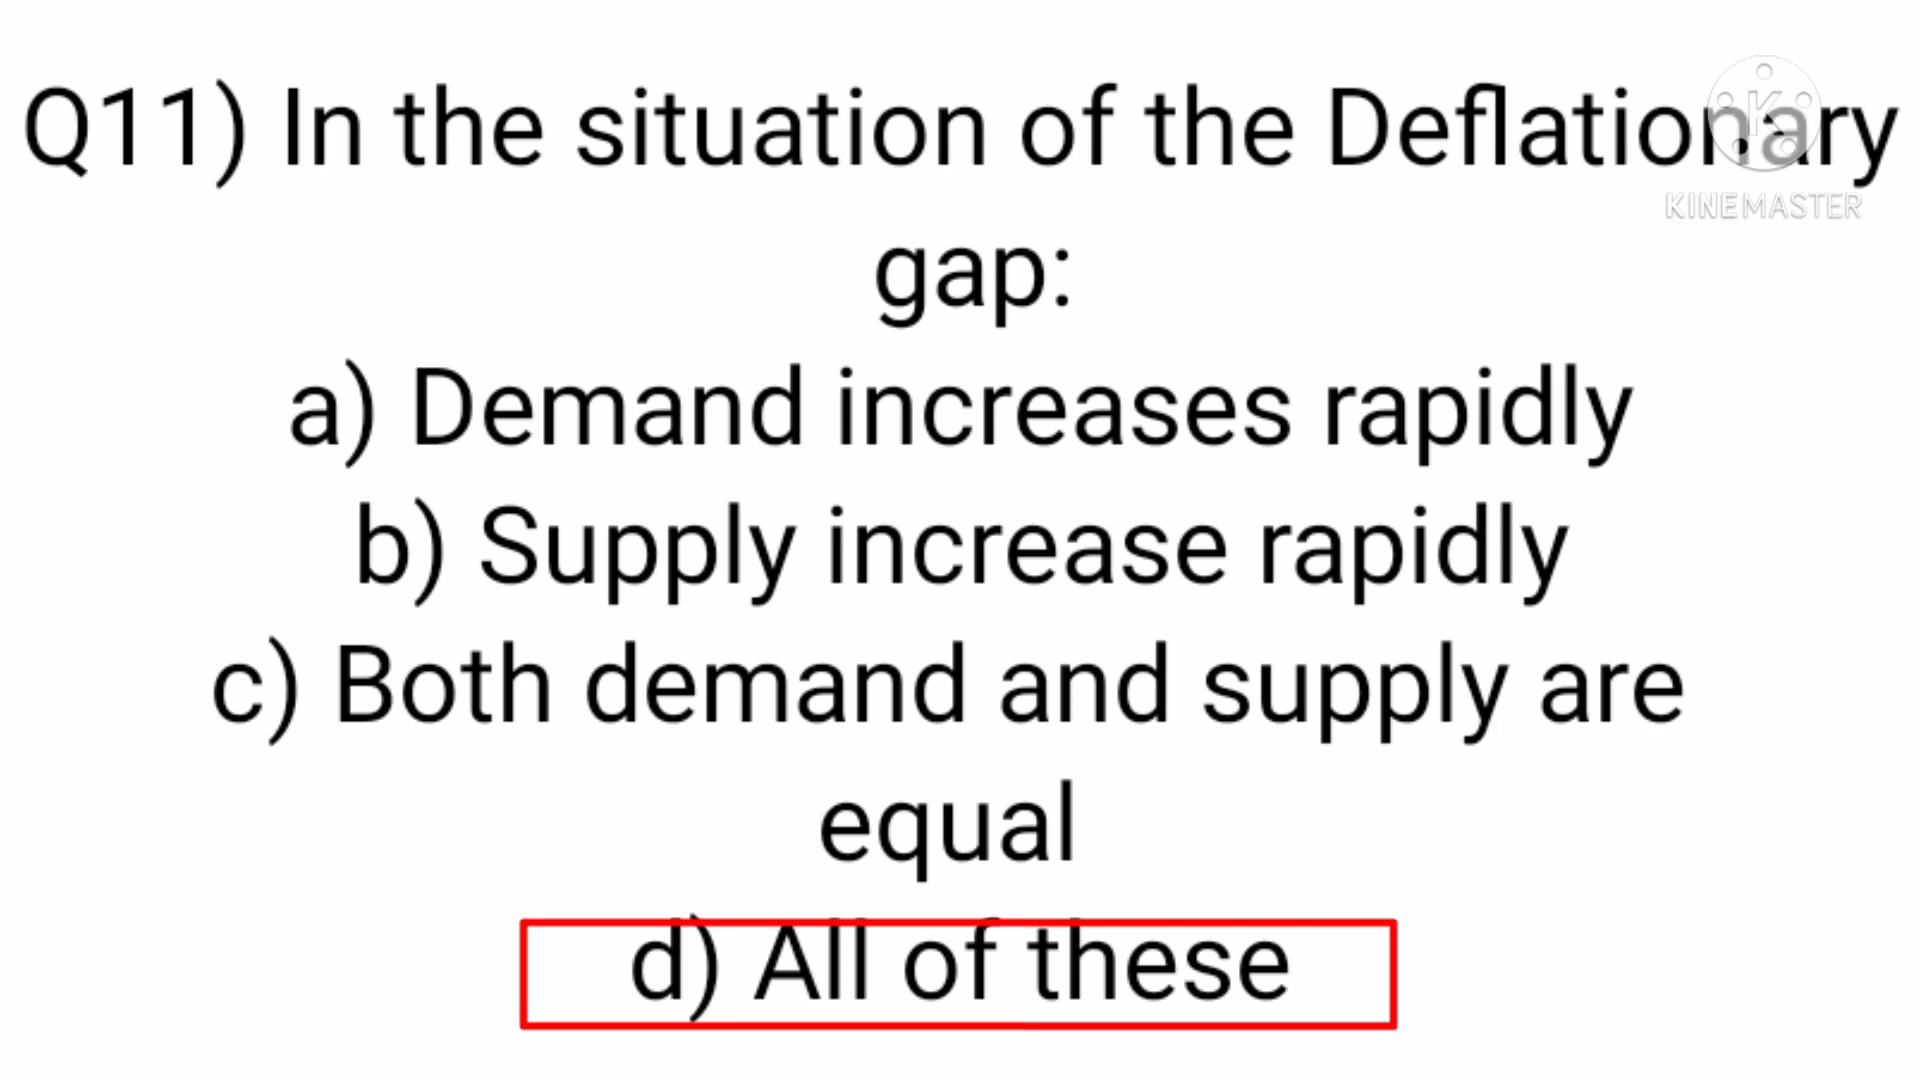 Q11) In the situation of the Deflationary
KINEMASTER
gap:
a) Demand increases rapidly
b) Supply increase rapidly
c) Both demand and supply are
equal
d) All of these